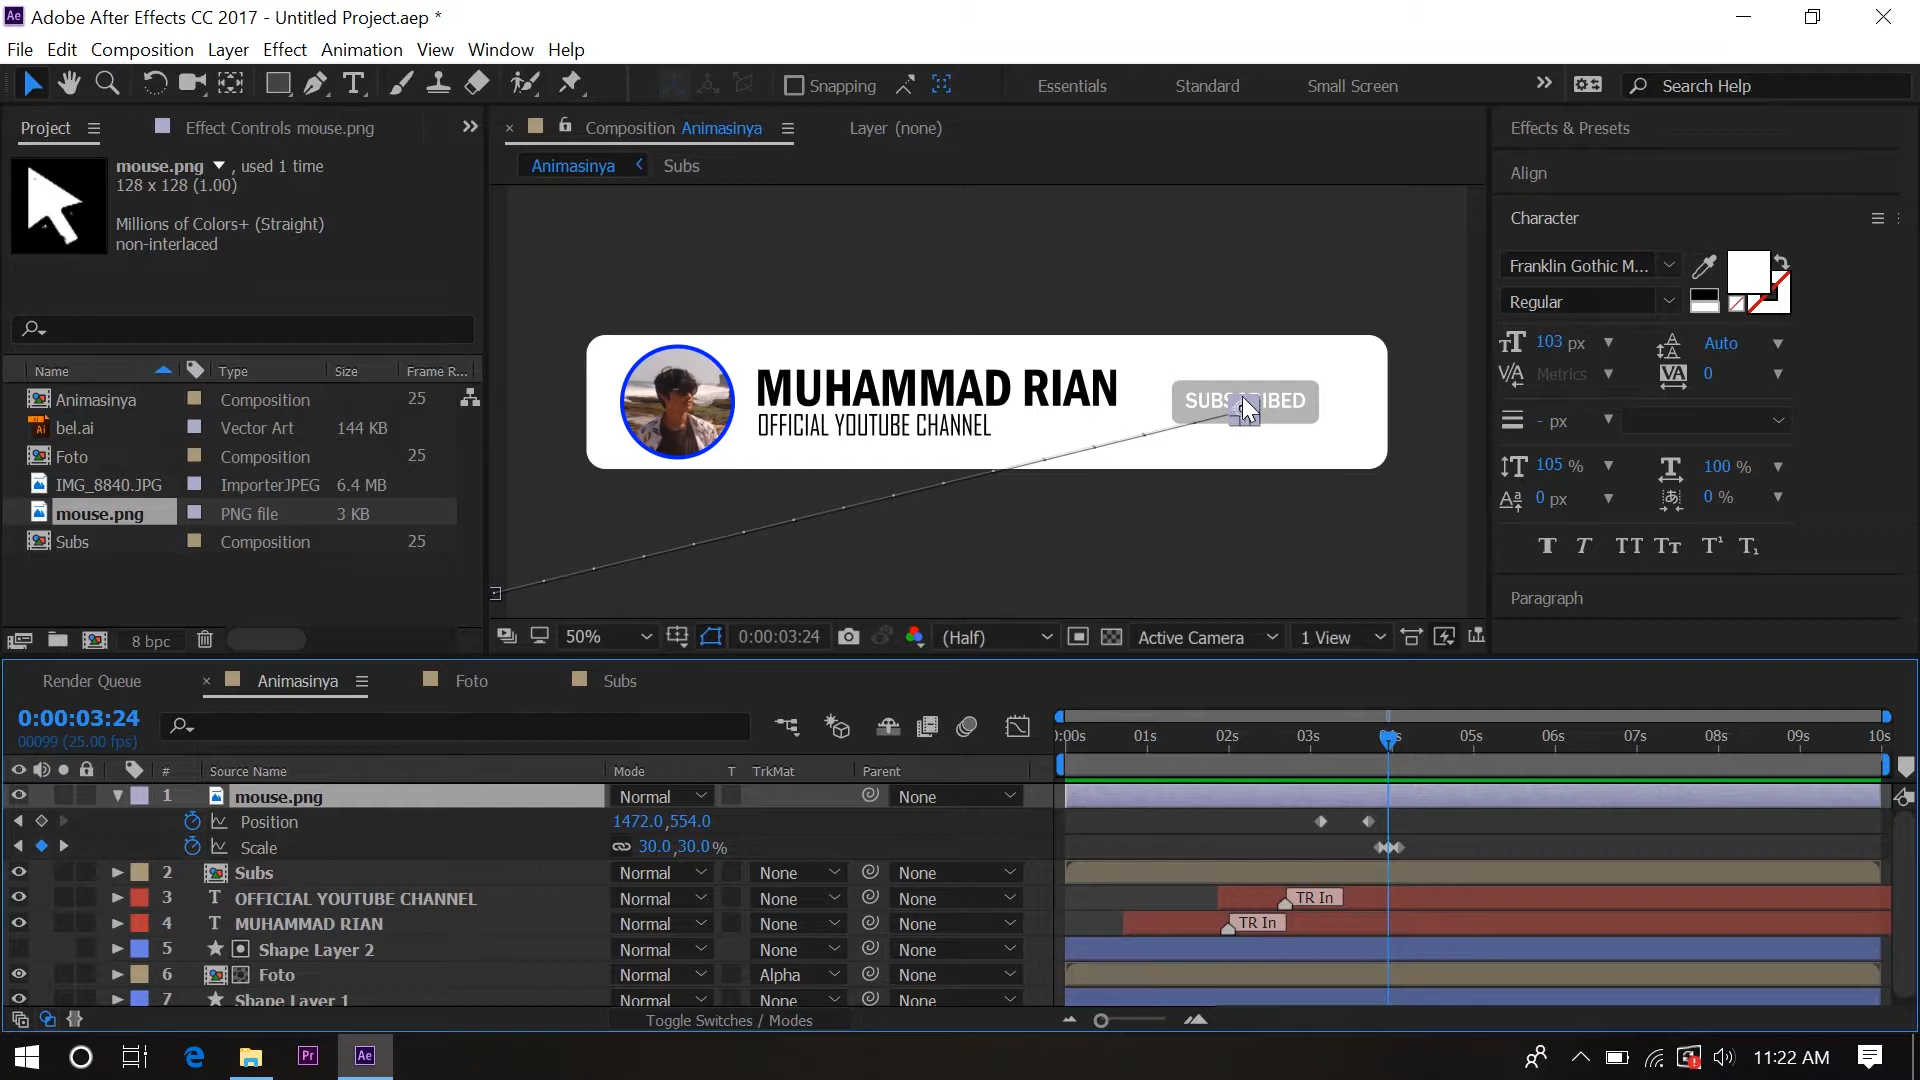 Ae Adobe After Effects CC 2017 - Untitled Project.aep *
File Edit Composition Layer Effect Animation View Window Help
Snapping Essentials Standard Small Screen Search Help
Project Effect Controls mouse.png
mouse.png , used 1 time
128 x 128 (1.00)
Millions of Colors+ (Straight)
non-interlaced
Name Type Size Frame R...
Animasinya Composition 25
bel.ai Vector Art 144 KB
Foto Composition 25
IMG_8840.JPG ImporterJPEG 6.4 MB
mouse.png PNG file 3 KB
Subs Composition 25
8 bpc
Composition Animasinya Layer (none)
Animasinya Subs
MUHAMMAD RIAN
OFFICIAL YOUTUBE CHANNEL
50% 0:00:03:24 (Half) Active Camera 1 View
Effects & Presets
Align
Character
Franklin Gothic M...
Regular
103 px Auto
Metrics 0
- px
105 % 100 %
0 px 0 %
T T TT Tт T¹ T₁
Paragraph
Render Queue Animasinya Foto Subs
0:00:03:24
00099 (25.00 fps)
):00s 01s 02s 03s 05s 06s 07s 08s 09s 10s
# Source Name Mode T TrkMat Parent
1 mouse.png Normal None
Position 1472.0,554.0
Scale 30.0,30.0%
2 Subs Normal None None
3 T OFFICIAL YOUTUBE CHANNEL Normal None None TR In
4 T MUHAMMAD RIAN Normal None None TR In
5 Shape Layer 2 Normal None None
6 Foto Normal Alpha None
7 Shape Layer 1 Normal None None
Toggle Switches / Modes
Pr Ae 11:22 AM